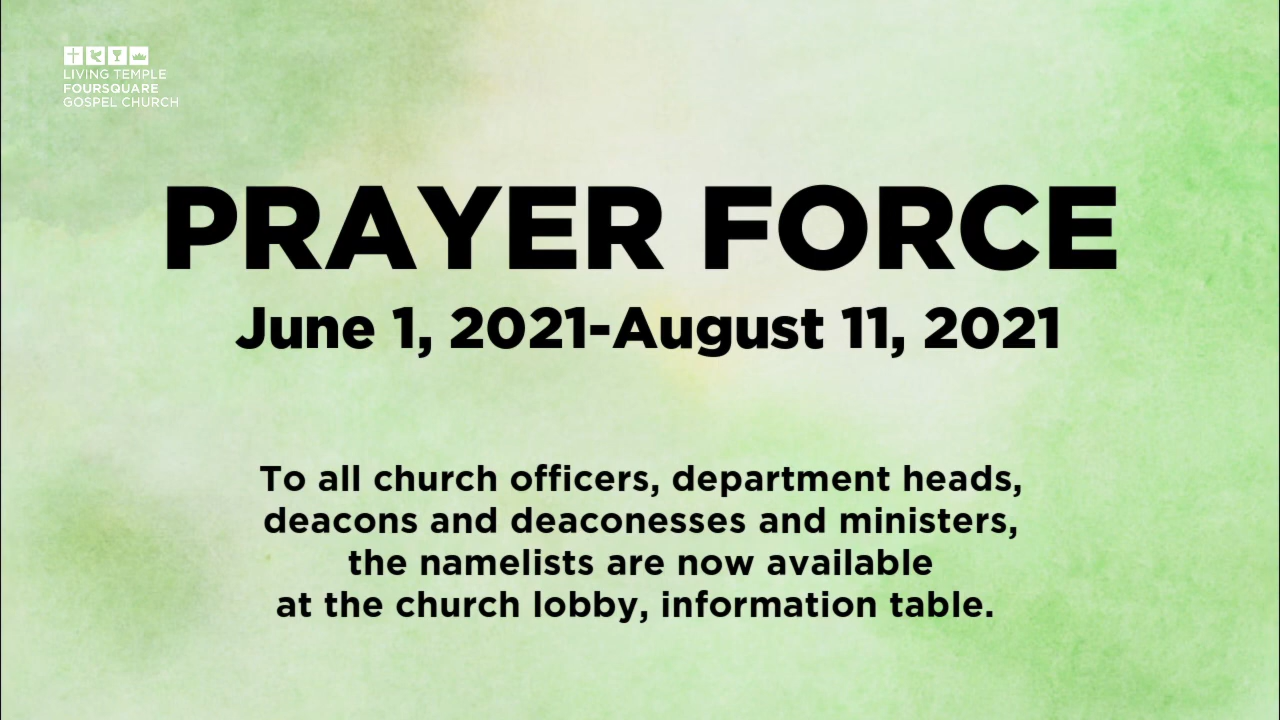 LIVING TEMPLE
FOURSQUARE
GOSPEL CHURCH
PRAYER FORCE
June 1, 2021-August 11, 2021
To all church officers, department heads,
deacons and deaconesses and ministers,
the namelists are now available
at the church lobby, information table.